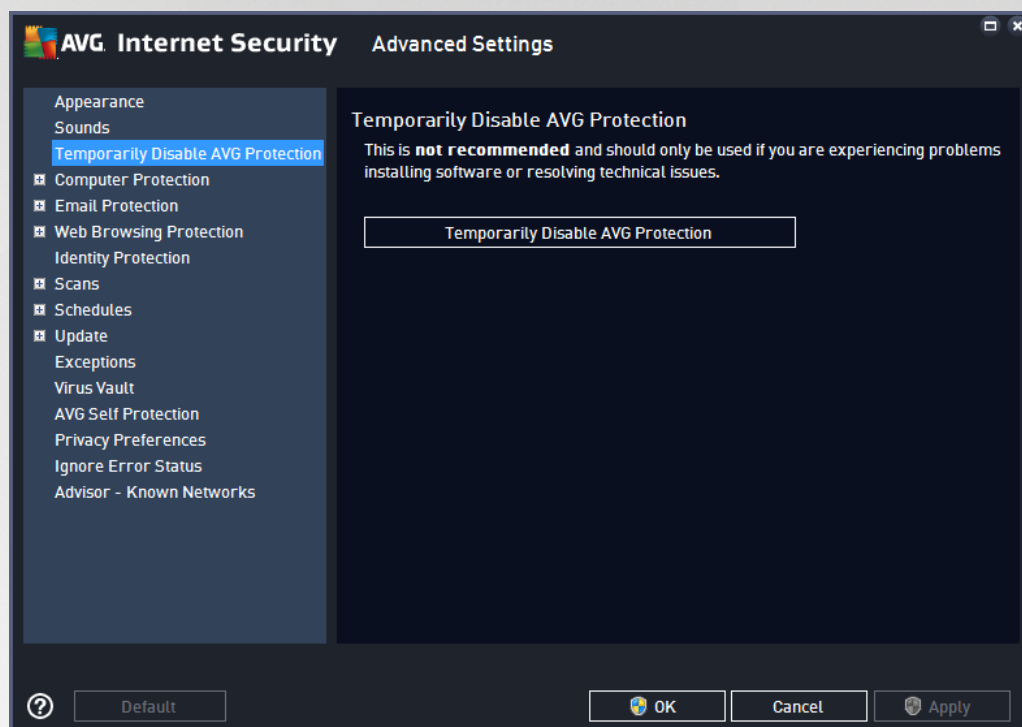 AVG. Internet Security
Advanced Settings
Appearance
Sounds
Temporarily Disable AVG Protection
Computer Protection
Email Protection
Web Browsing Protection
Identity Protection
Scans
Schedules
Update
Exceptions
Virus Vault
AVG Self Protection
Privacy Preferences
Ignore Error Status
Advisor - Known Networks
Temporarily Disable AVG Protection
This is not recommended and should only be used if you are experiencing problems
installing software or resolving technical issues.
Temporarily Disable AVG Protection
?
Default
OK
Cancel
Apply